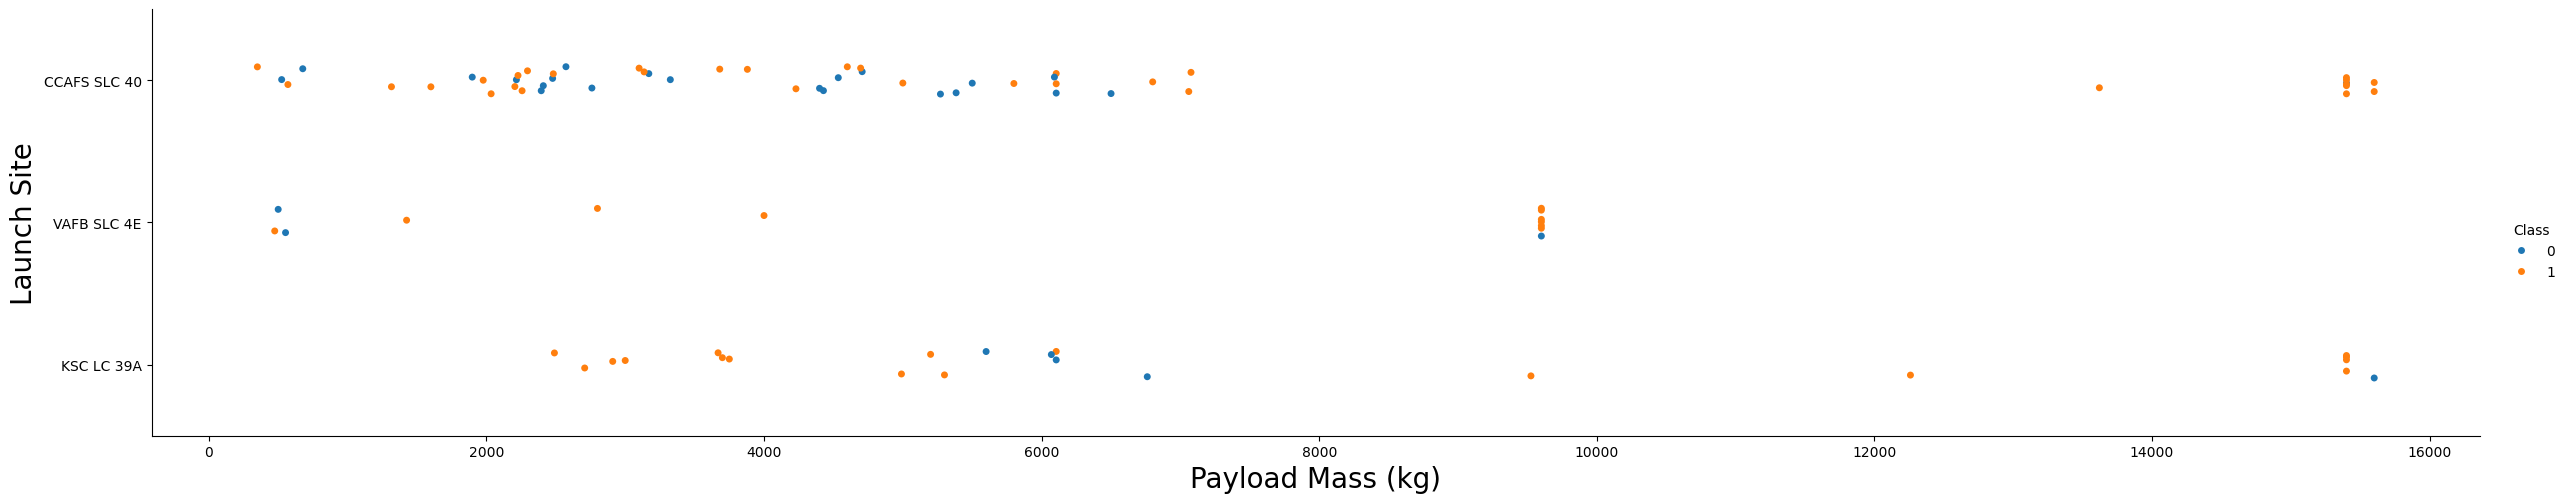 Launch Site
CCAFS SLC 40
VAFB SLC 4E
KSC LC 39A
0 2000 4000 6000 8000 10000 12000 14000 16000
Payload Mass (kg)
Class
0
1